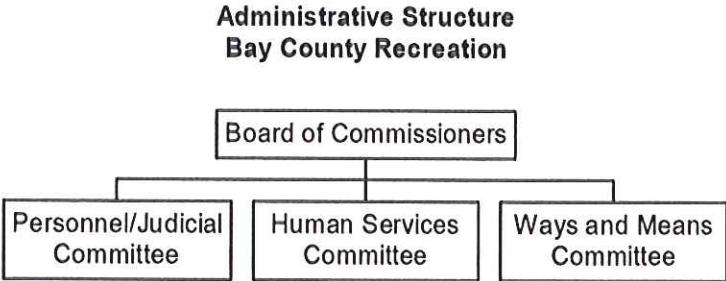 Administrative Structure
Bay County Recreation
Board of Commissioners
Personnel/Judicial
Committee
Human Services
Committee
Ways and Means
Committee